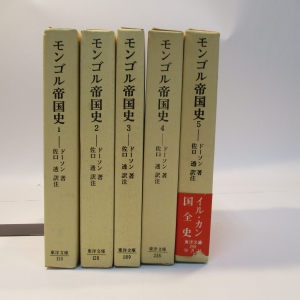 モンゴル帝国史 1
ドーソン 著
佐口 透 訳注
東洋文庫
110
モンゴル帝国史 2
ドーソン 著
佐口 透 訳注
東洋文庫
128
モンゴル帝国史 3
ドーソン 著
佐口 透 訳注
東洋文庫
189
モンゴル帝国史 4
ドーソン 著
佐口 透 訳注
東洋文庫
235
モンゴル帝国史 5
ドーソン 著
佐口 透 訳注
イル・カン
国全史
東洋文庫